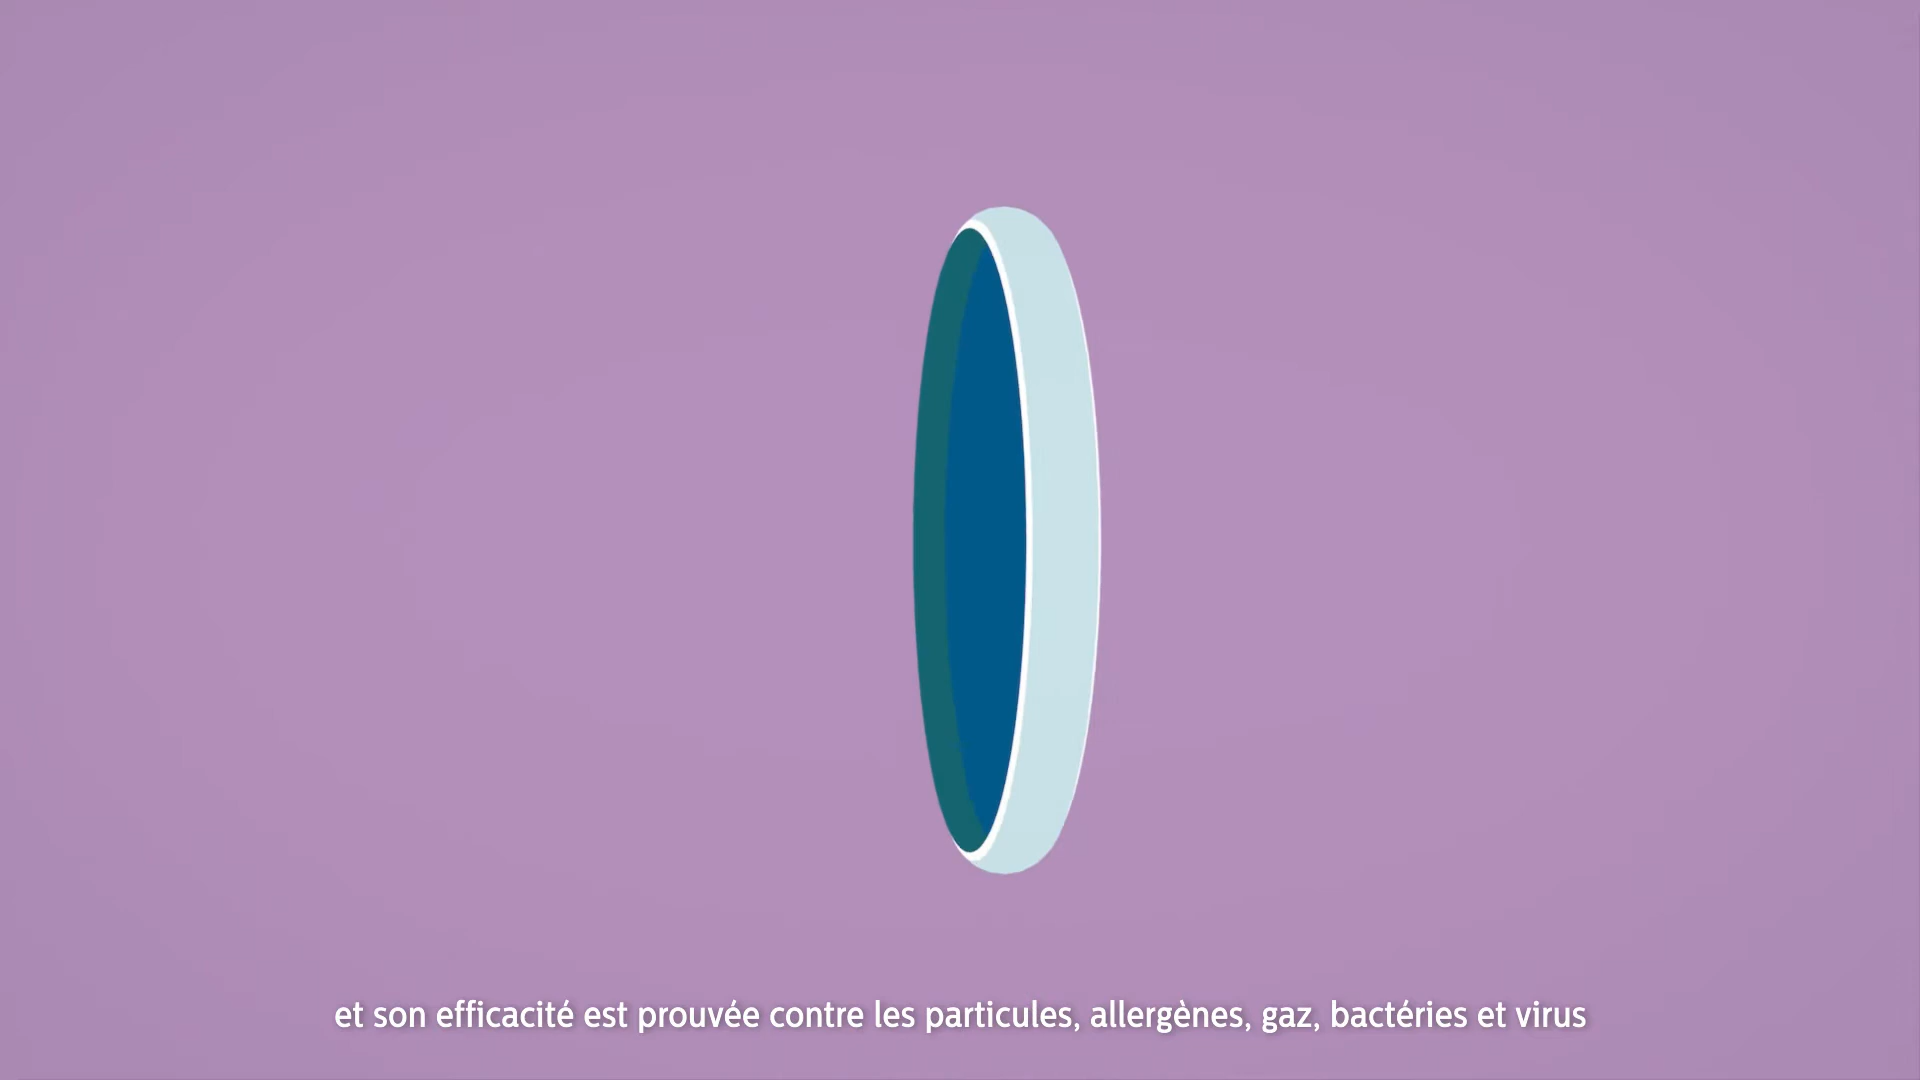 et son efficacité est prouvée contre les particules, allergènes, gaz, bactéries et virus